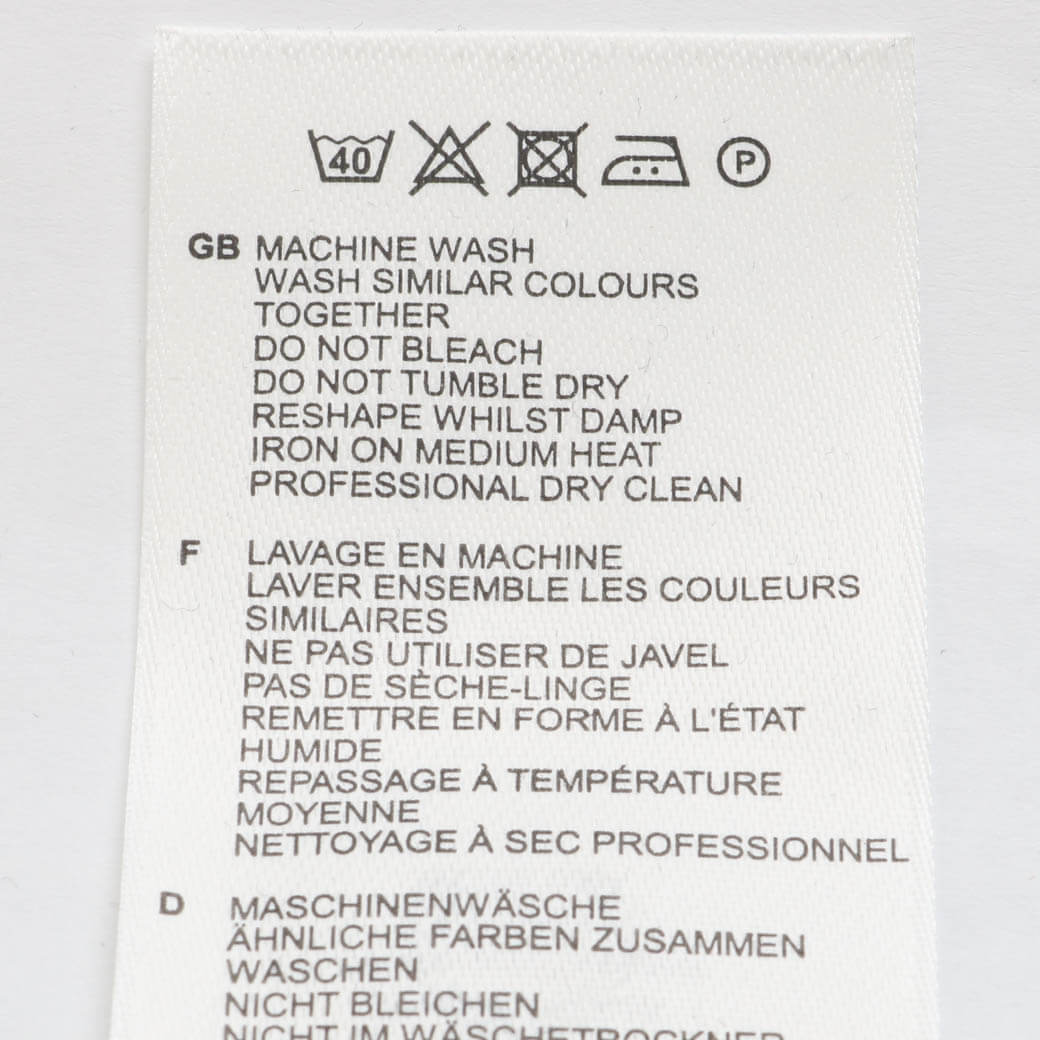 40 P
GB MACHINE WASH
WASH SIMILAR COLOURS
TOGETHER
DO NOT BLEACH
DO NOT TUMBLE DRY
RESHAPE WHILST DAMP
IRON ON MEDIUM HEAT
PROFESSIONAL DRY CLEAN
F LAVAGE EN MACHINE
LAVER ENSEMBLE LES COULEURS
SIMILAIRES
NE PAS UTILISER DE JAVEL
PAS DE SÈCHE-LINGE
REMETTRE EN FORME À L'ÉTAT
HUMIDE
REPASSAGE À TEMPÉRATURE
MOYENNE
NETTOYAGE À SEC PROFESSIONNEL
D MASCHINENWÄSCHE
ÄHNLICHE FARBEN ZUSAMMEN
WASCHEN
NICHT BLEICHEN
NICHT IM WÄSCHETROCKNER